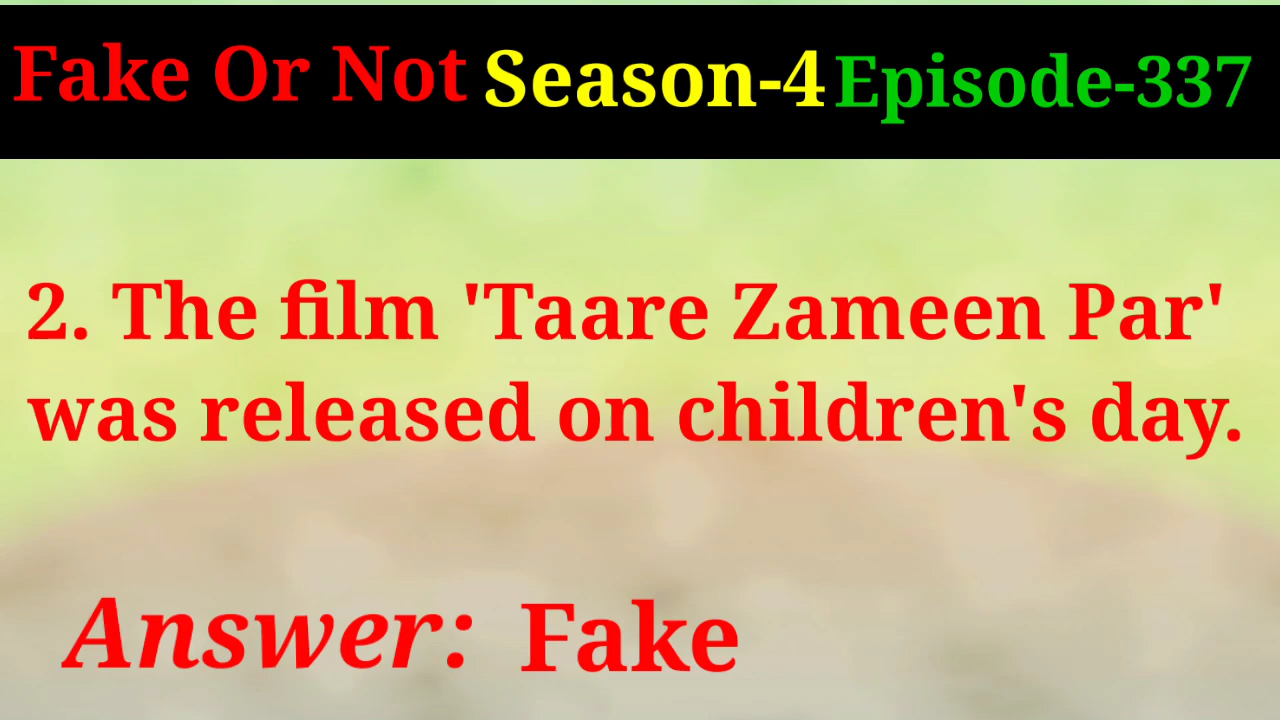 Fake Or Not Season-4 Episode-337
2. The film 'Taare Zameen Par'
was released on children's day.
Answer: Fake